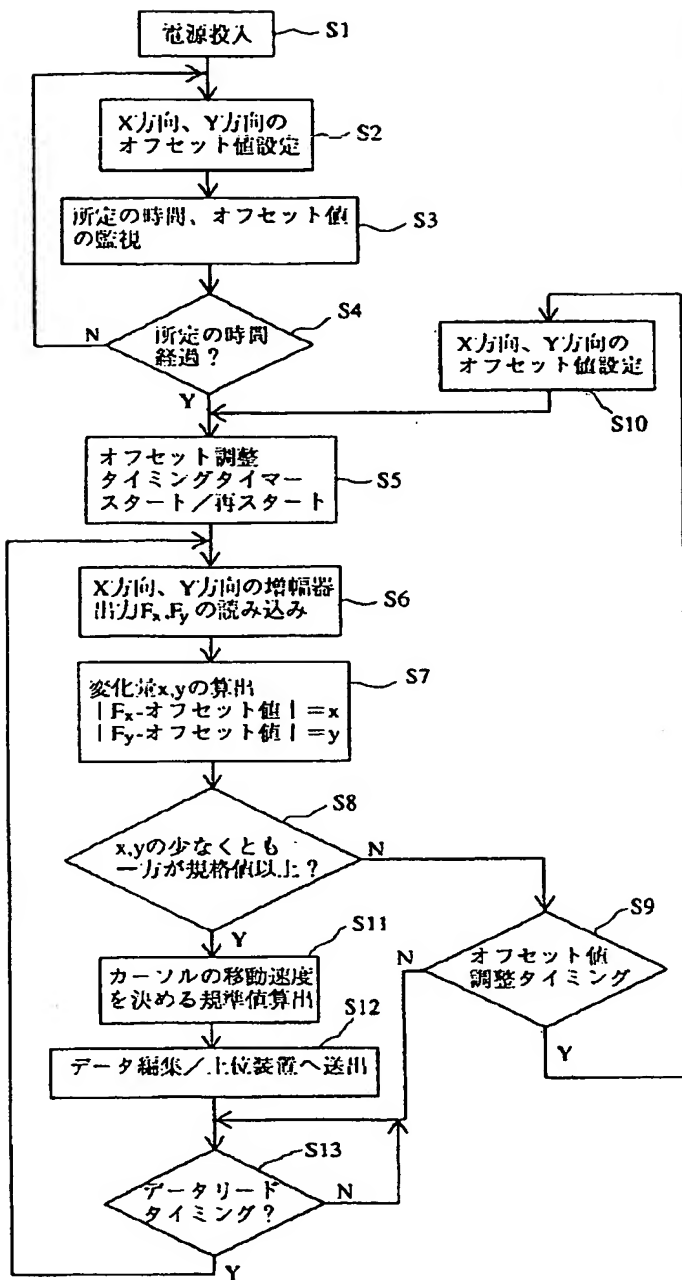 電源投入
S1
X方向、Y方向の
オフセット値設定
S2
所定の時間、オフセット値
の監視
S3
所定の時間
経過？
S4
N
Y
X方向、Y方向の
オフセット値設定
S10
オフセット調整
タイミングタイマー
スタート／再スタート
S5
X方向、Y方向の増幅器
出力Fx,Fyの読み込み
S6
変化量x,yの算出
｜Fx-オフセット値｜＝x
｜Fy-オフセット値｜＝y
S7
x,yの少なくとも
一方が規格値以上？
S8
N
Y
オフセット値
調整タイミング
S9
N
Y
カーソルの移動速度
を決める規準値算出
S11
データ編集／上位装置へ送出
S12
データリード
タイミング？
S13
N
Y